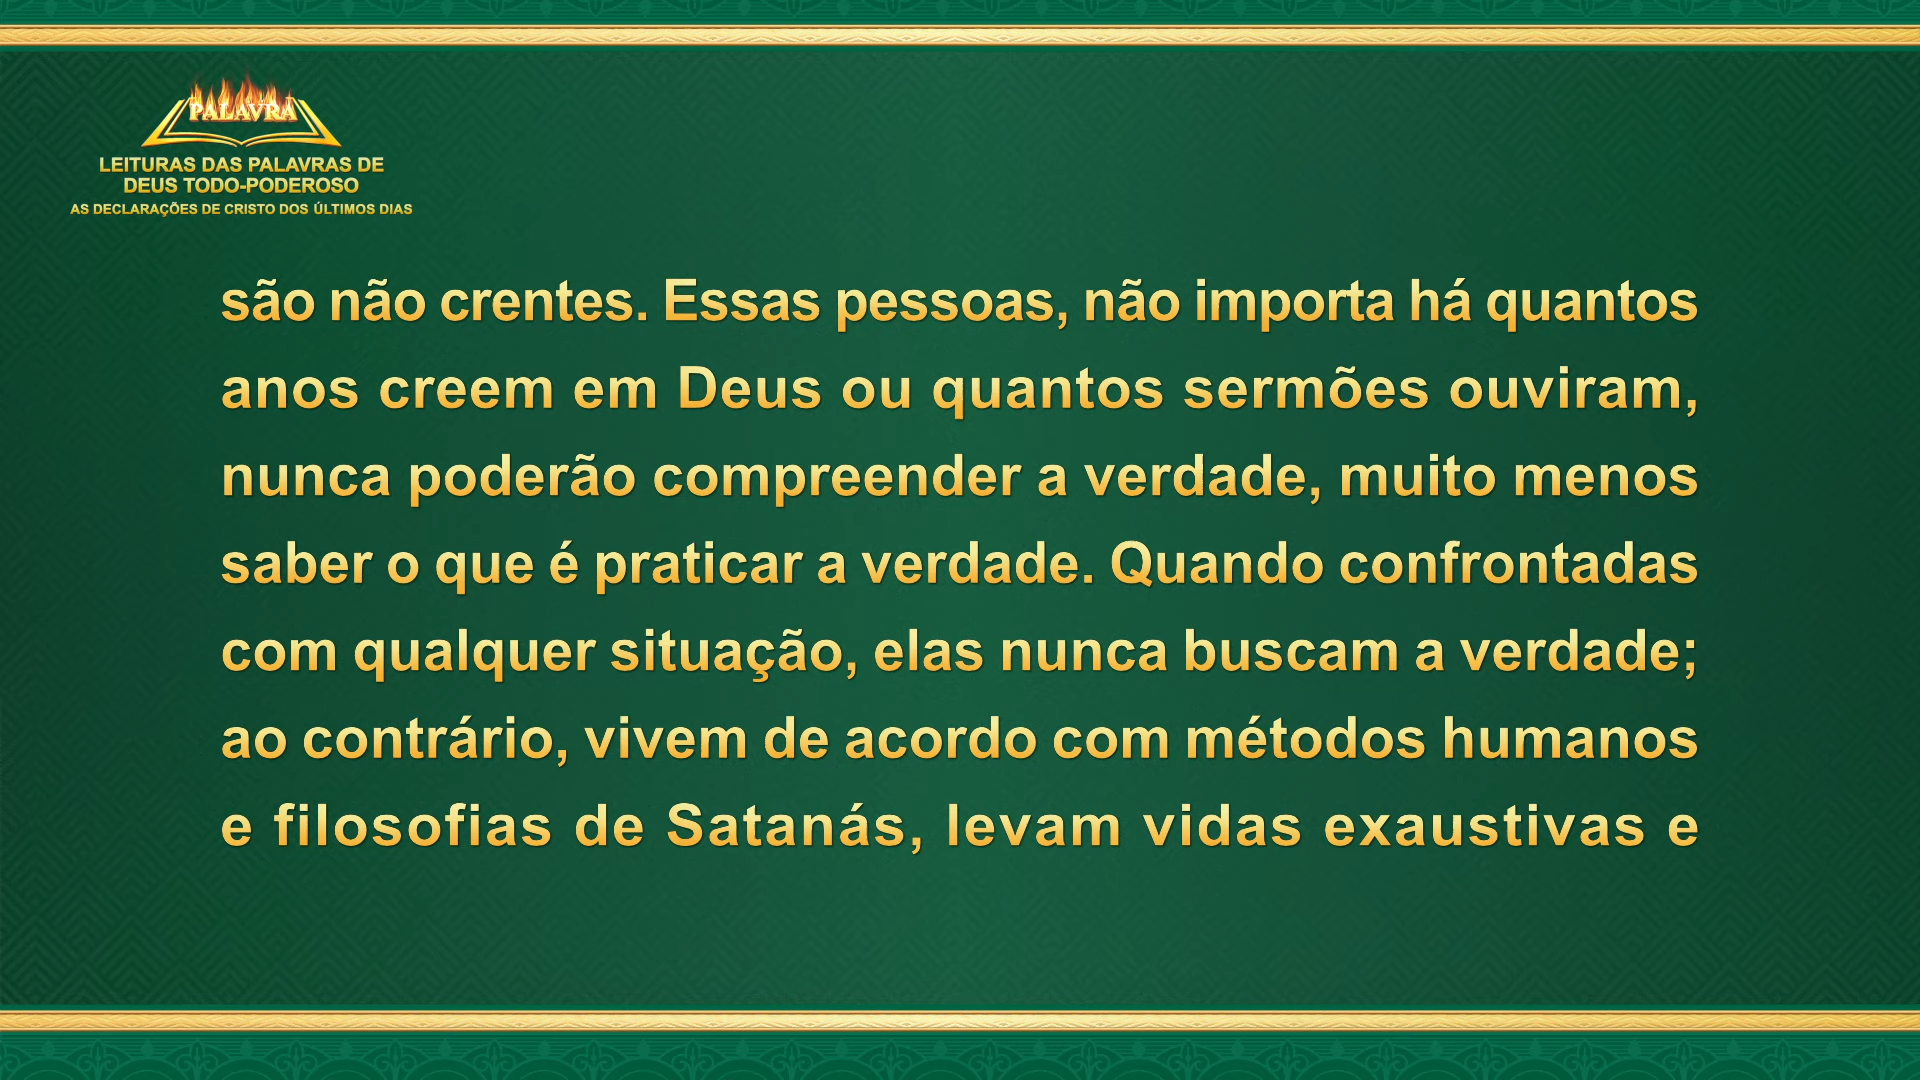 PALAVRA
LEITURAS DAS PALAVRAS DE
DEUS TODO-PODEROSO
AS DECLARAÇÕES DE CRISTO DOS ÚLTIMOS DIAS
são não crentes. Essas pessoas, não importa há quantos
anos creem em Deus ou quantos sermões ouviram,
nunca poderão compreender a verdade, muito menos
saber o que é praticar a verdade. Quando confrontadas
com qualquer situação, elas nunca buscam a verdade;
ao contrário, vivem de acordo com métodos humanos
e filosofias de Satanás, levam vidas exaustivas e